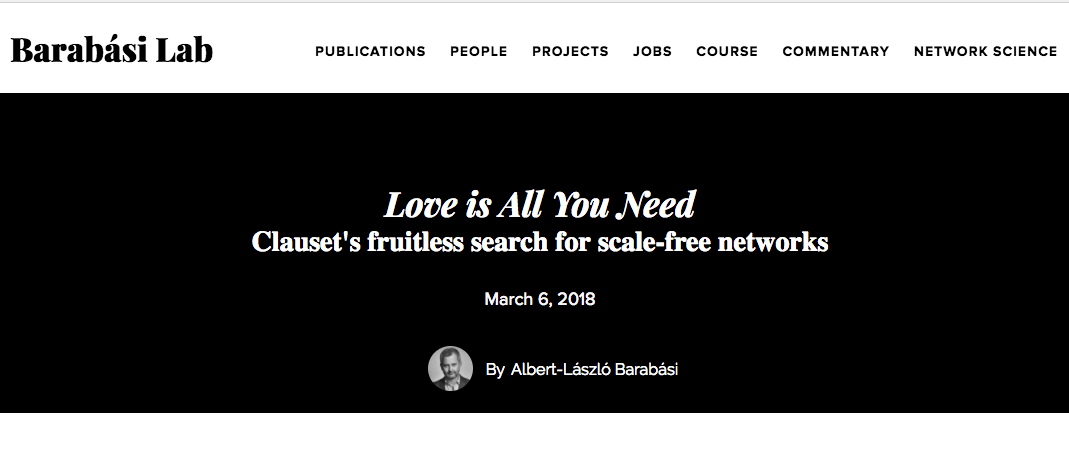 Barabási Lab
PUBLICATIONS PEOPLE PROJECTS JOBS COURSE COMMENTARY NETWORK SCIENCE
Love is All You Need
Clauset's fruitless search for scale-free networks
March 6, 2018
By Albert-László Barabási